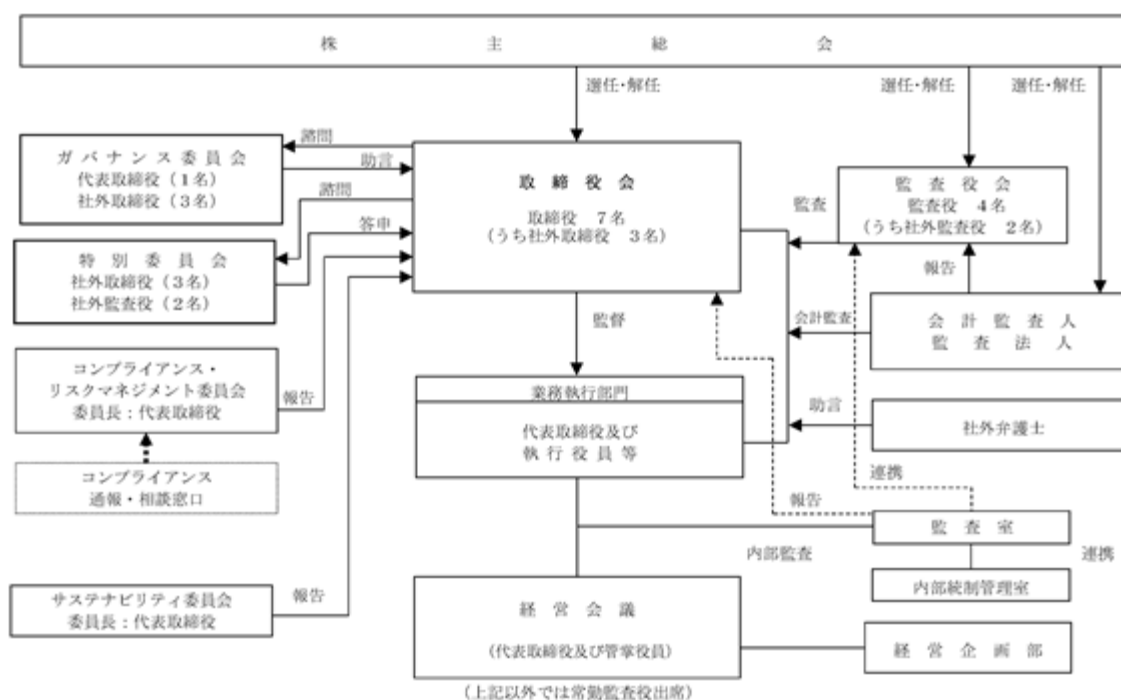 株主総会
選任・解任
選任・解任
選任・解任
諮問
ガバナンス委員会
代表取締役（1名）
社外取締役（3名）
助言
諮問
答申
特別委員会
社外取締役（3名）
社外監査役（2名）
取締役会
取締役 7名
（うち社外取締役 3名）
監査
監査役会
監査役 4名
（うち社外監査役 2名）
報告
監督
会計監査
会計監査人
監査法人
コンプライアンス・
リスクマネジメント委員会
委員長：代表取締役
報告
業務執行部門
代表取締役及び
執行役員等
助言
社外弁護士
コンプライアンス
通報・相談窓口
連携
報告
監査室
内部監査
連携
内部統制管理室
サステナビリティ委員会
委員長：代表取締役
報告
経営会議
（代表取締役及び管掌役員）
経営企画部
（上記以外では常勤監査役出席）